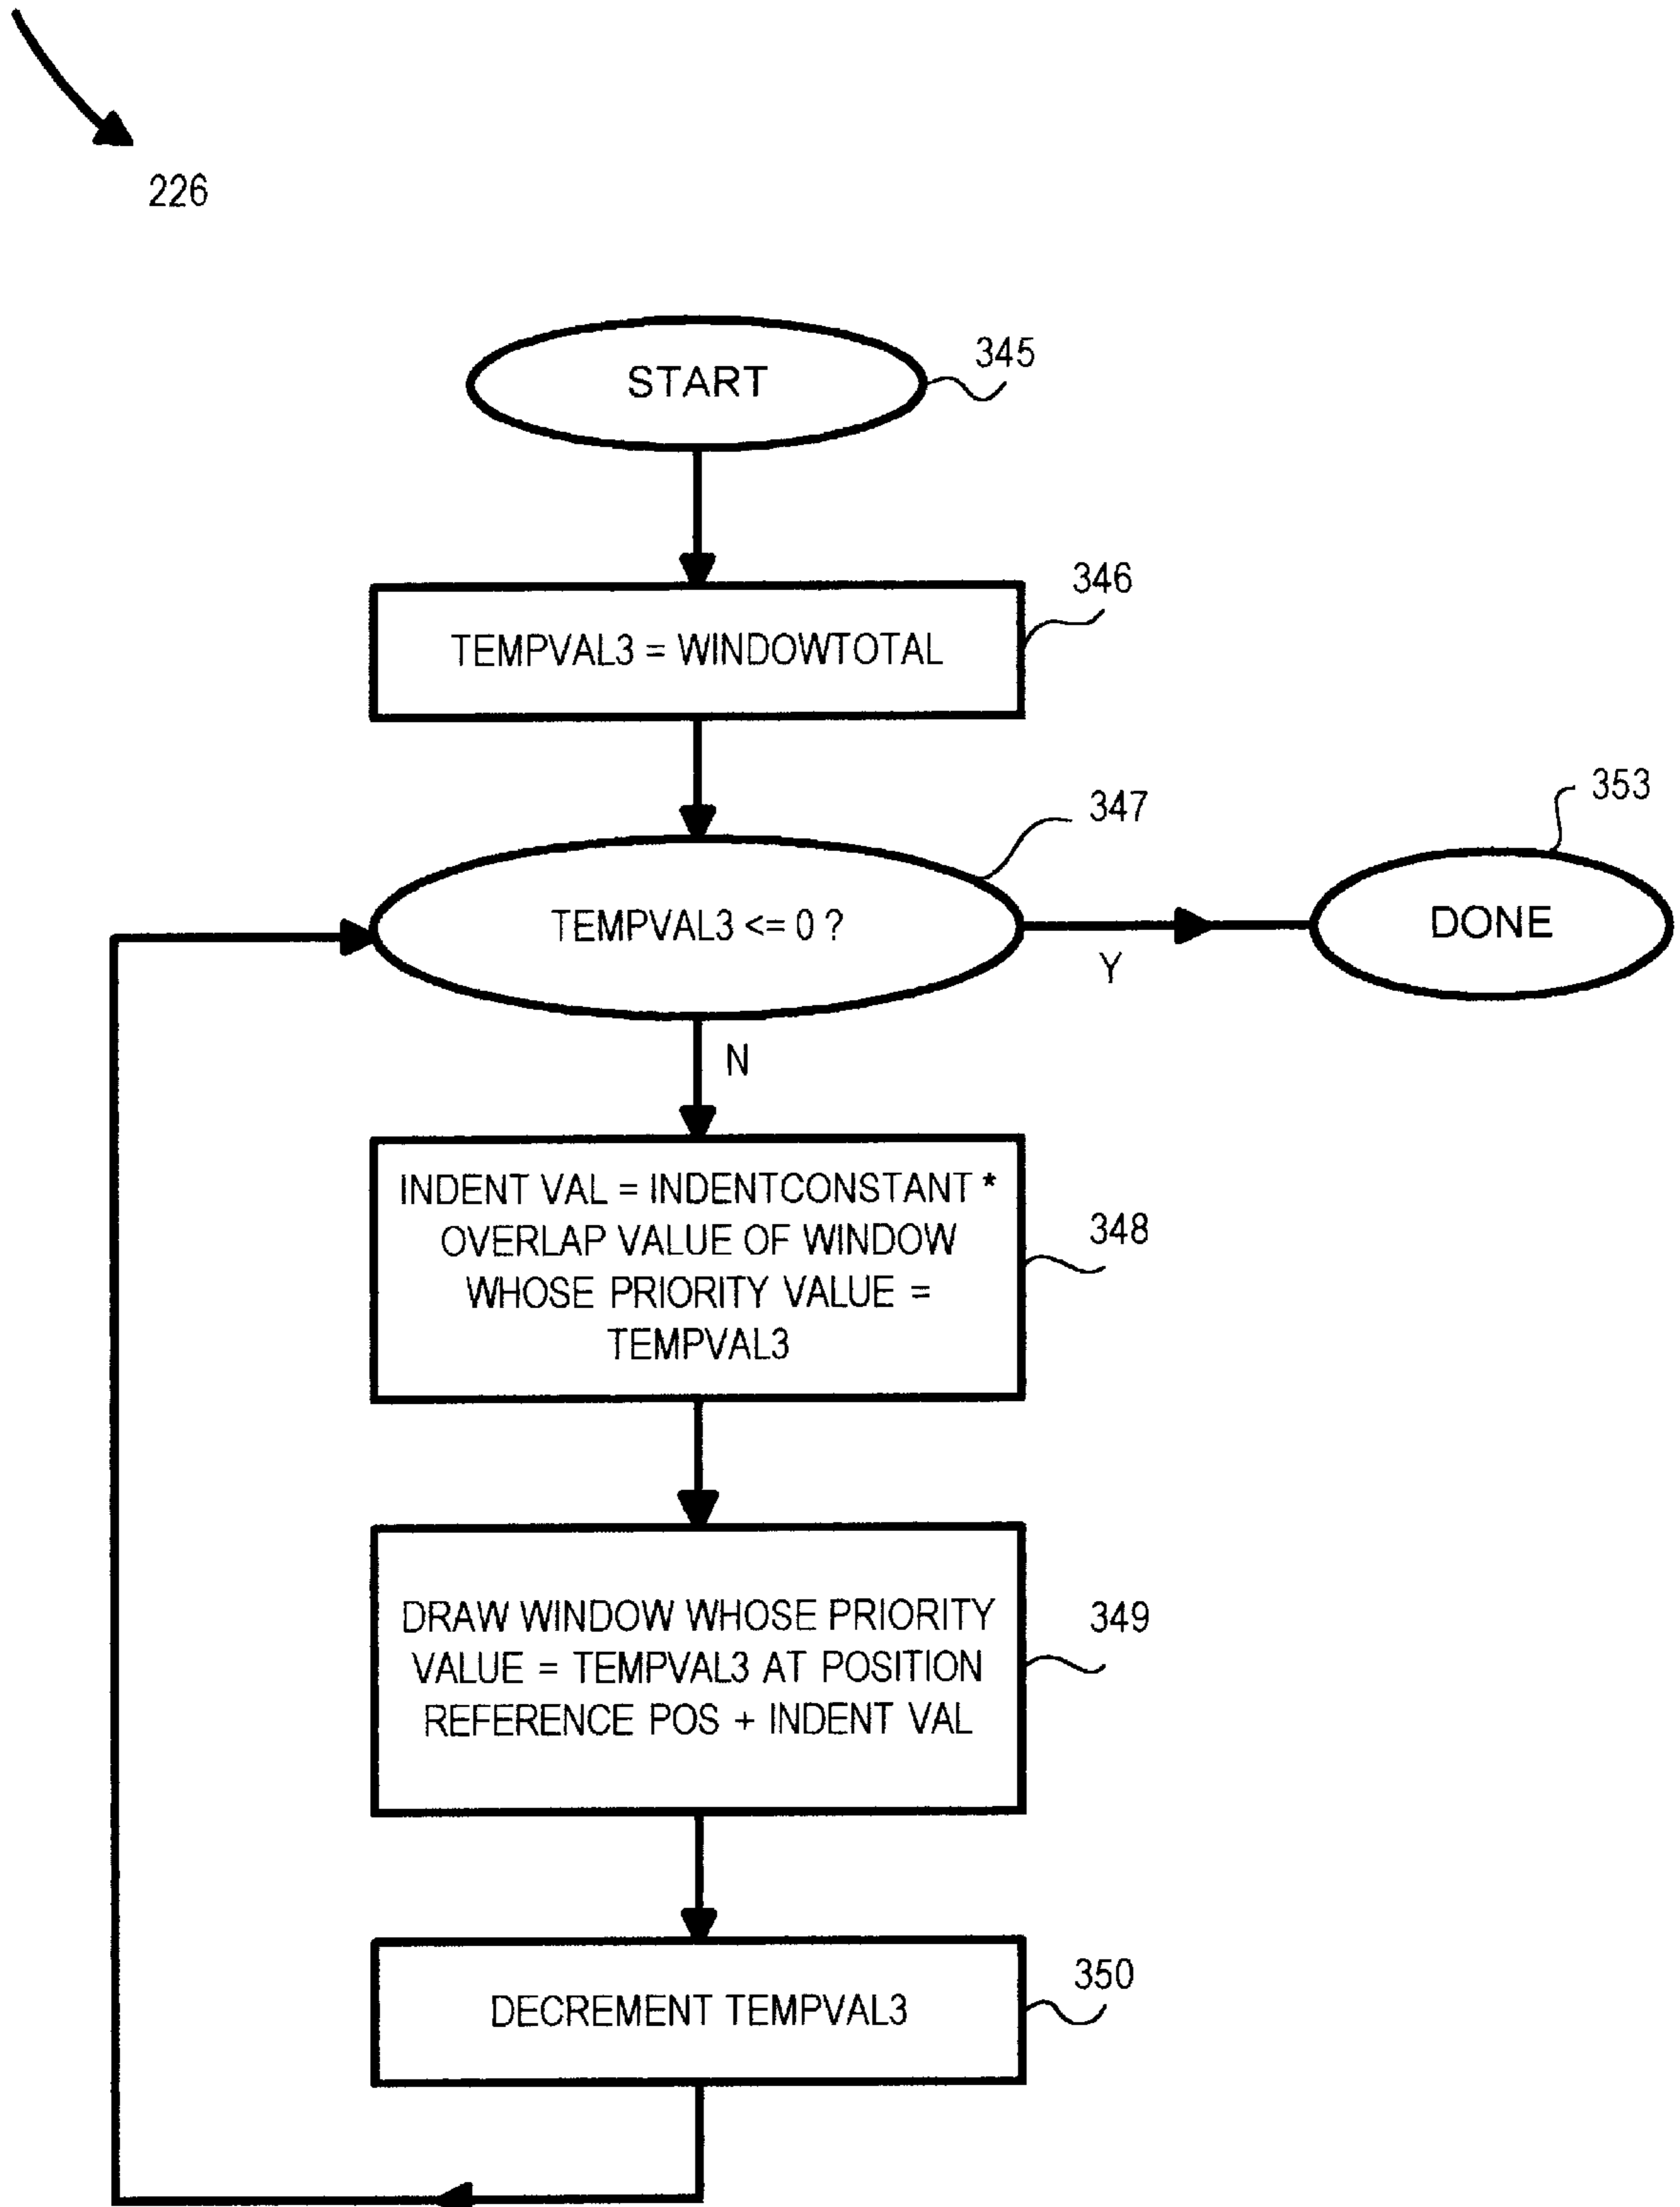 226
START
345
346
TEMPVAL3 = WINDOWTOTAL
347
353
TEMPVAL3 <= 0 ?
DONE
Y
N
INDENT VAL = INDENTCONSTANT *
OVERLAP VALUE OF WINDOW
WHOSE PRIORITY VALUE =
TEMPVAL3
348
DRAW WINDOW WHOSE PRIORITY
VALUE = TEMPVAL3 AT POSITION
REFERENCE POS + INDENT VAL
349
DECREMENT TEMPVAL3
350